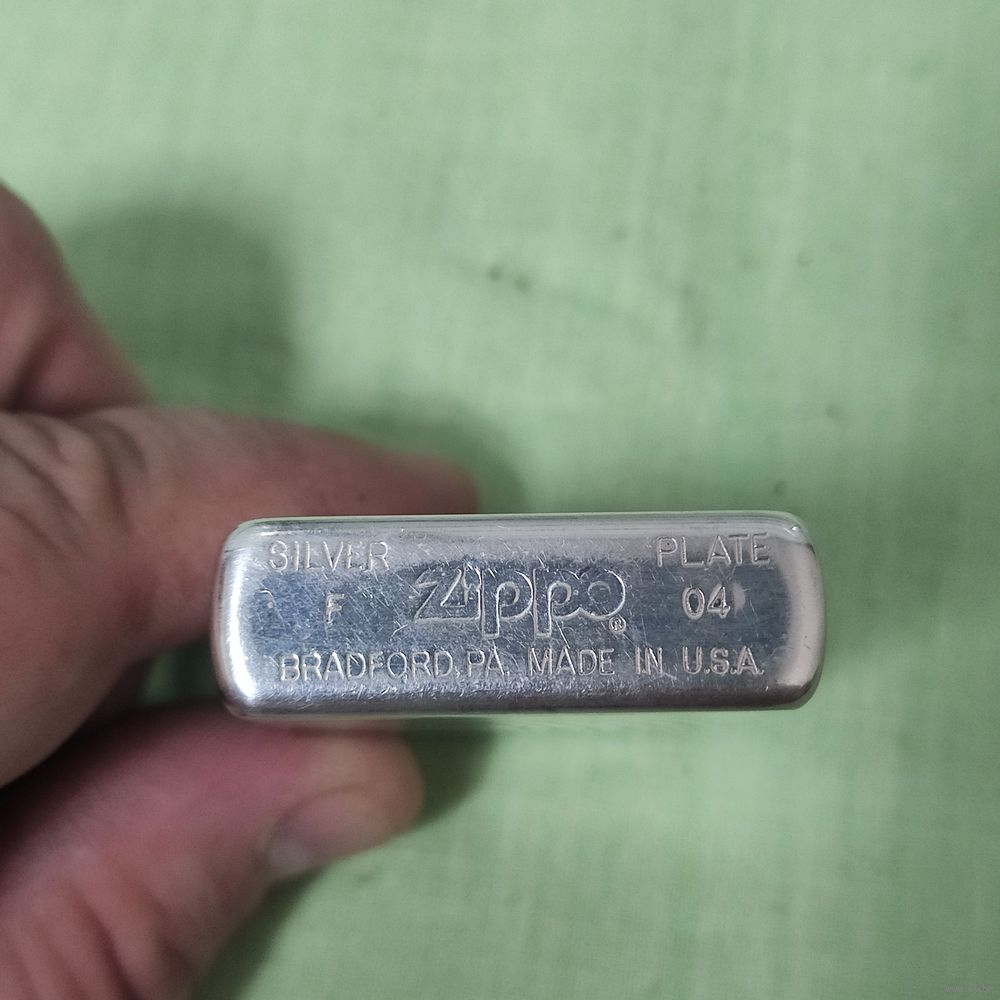 SILVER PLATE
F Zippo® 04
BRADFORD, PA. MADE IN U.S.A.